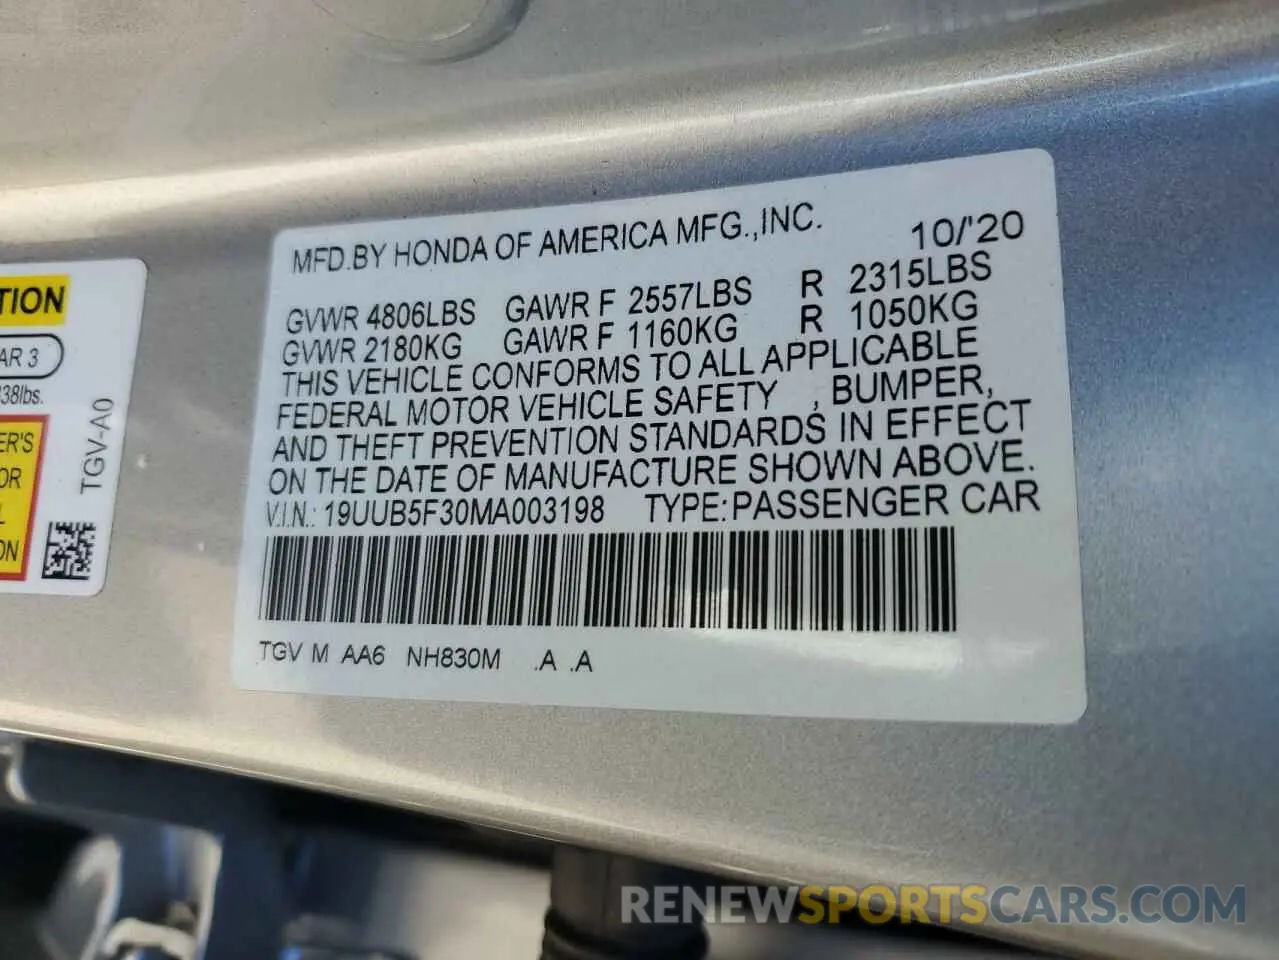 MFD.BY HONDA OF AMERICA MFG.,INC. 10/'20
GVWR 4806LBS GAWR F 2557LBS R 2315LBS
GVWR 2180KG GAWR F 1160KG R 1050KG
THIS VEHICLE CONFORMS TO ALL APPLICABLE
FEDERAL MOTOR VEHICLE SAFETY , BUMPER,
AND THEFT PREVENTION STANDARDS IN EFFECT
ON THE DATE OF MANUFACTURE SHOWN ABOVE.
V.I.N.: 19UUB5F30MA003198 TYPE:PASSENGER CAR
TGV M AA6 NH830M .A .A
TION
AR 3
38lbs.
ER'S
OR
L
ON
TGV-A0
RENEWSPORTSCARS.COM